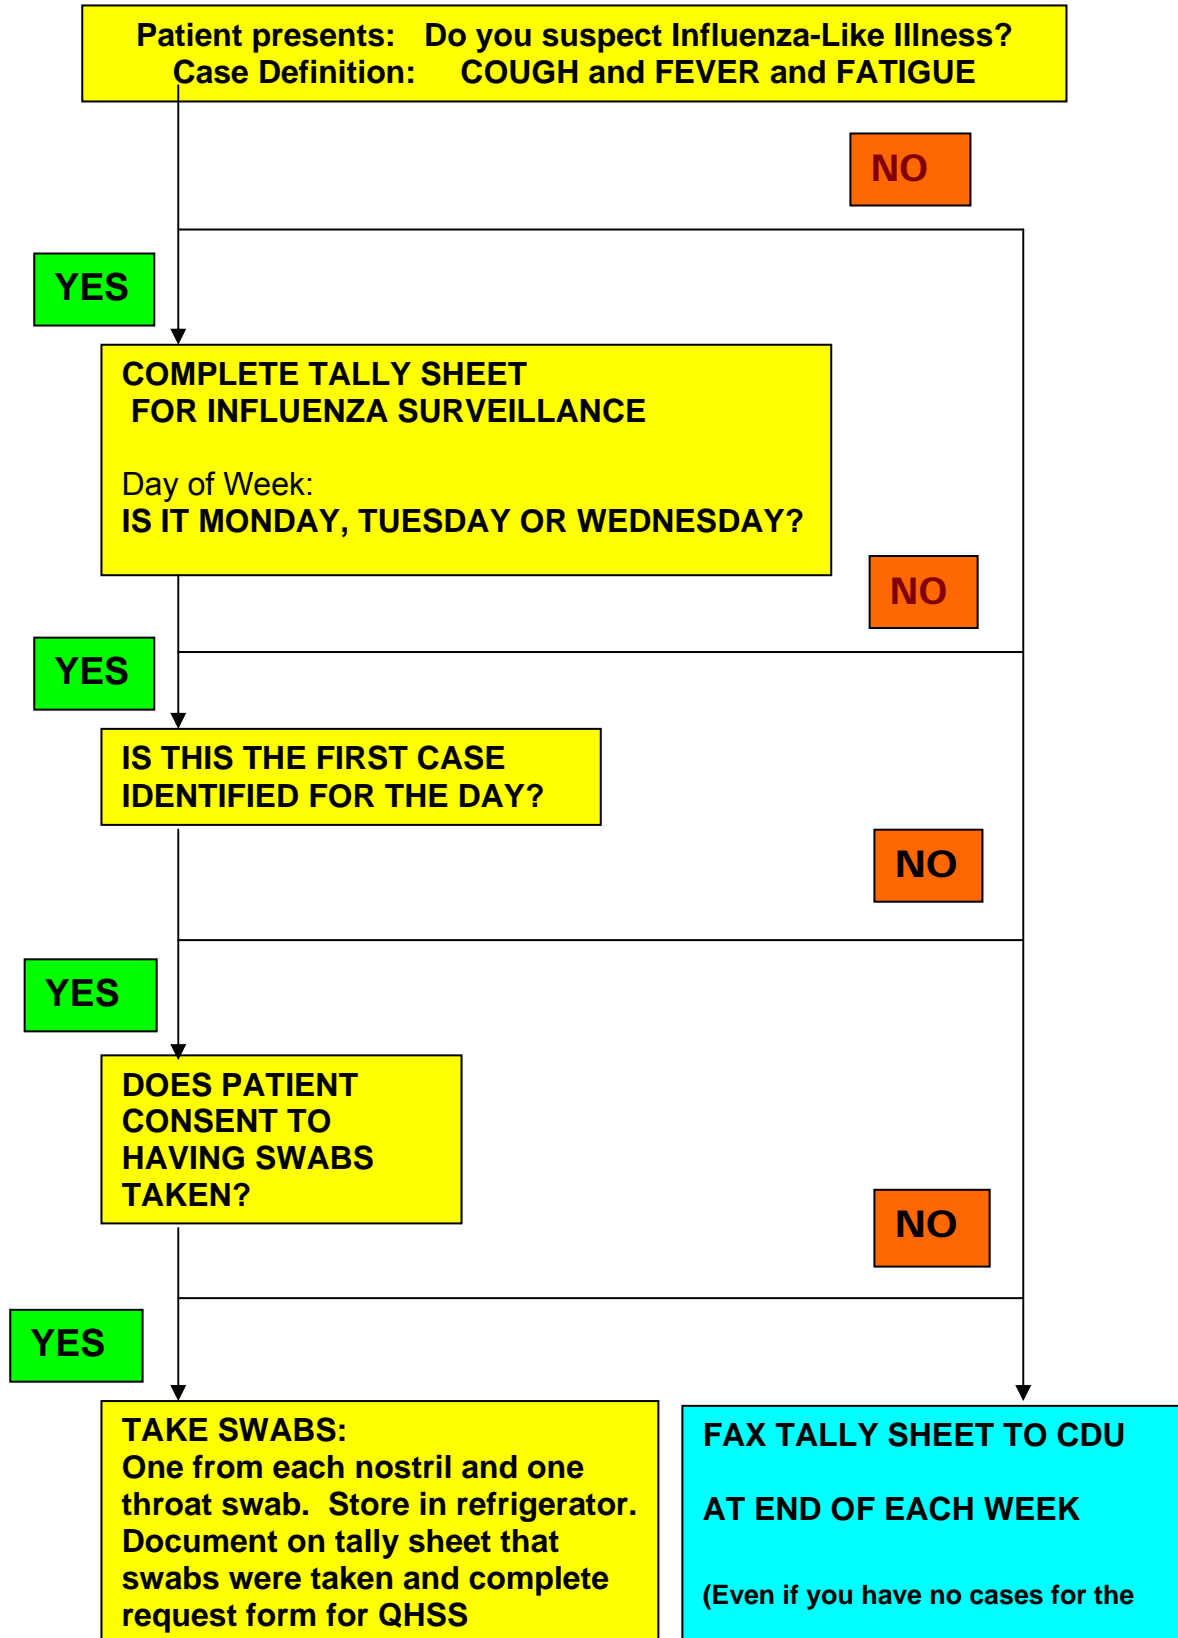 Patient presents: Do you suspect Influenza-Like Illness?
Case Definition: COUGH and FEVER and FATIGUE
NO
YES
COMPLETE TALLY SHEET
FOR INFLUENZA SURVEILLANCE
Day of Week:
IS IT MONDAY, TUESDAY OR WEDNESDAY?
NO
YES
IS THIS THE FIRST CASE
IDENTIFIED FOR THE DAY?
NO
YES
DOES PATIENT
CONSENT TO
HAVING SWABS
TAKEN?
NO
YES
TAKE SWABS:
One from each nostril and one
throat swab. Store in refrigerator.
Document on tally sheet that
swabs were taken and complete
request form for QHSS
FAX TALLY SHEET TO CDU
AT END OF EACH WEEK
(Even if you have no cases for the